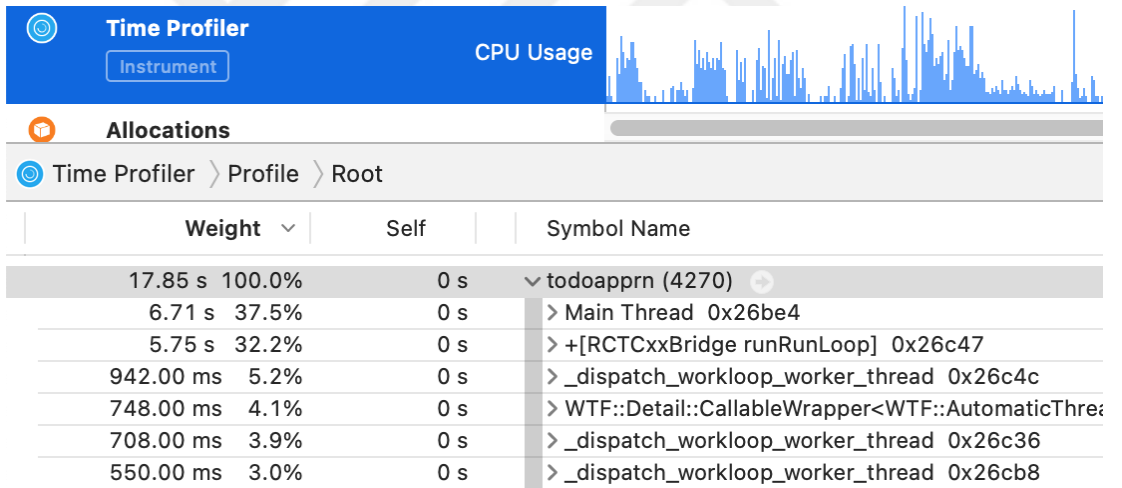 Time Profiler
Instrument
CPU Usage
Allocations
Time Profiler Profile Root
Weight Self Symbol Name
17.85 s 100.0% 0 s todoapprn (4270)
6.71 s 37.5% 0 s Main Thread 0x26be4
5.75 s 32.2% 0 s +[RCTCxxBridge runRunLoop] 0x26c47
942.00 ms 5.2% 0 s _dispatch_workloop_worker_thread 0x26c4c
748.00 ms 4.1% 0 s WTF::Detail::CallableWrapper<WTF::AutomaticThrea
708.00 ms 3.9% 0 s _dispatch_workloop_worker_thread 0x26c36
550.00 ms 3.0% 0 s _dispatch_workloop_worker_thread 0x26cb8